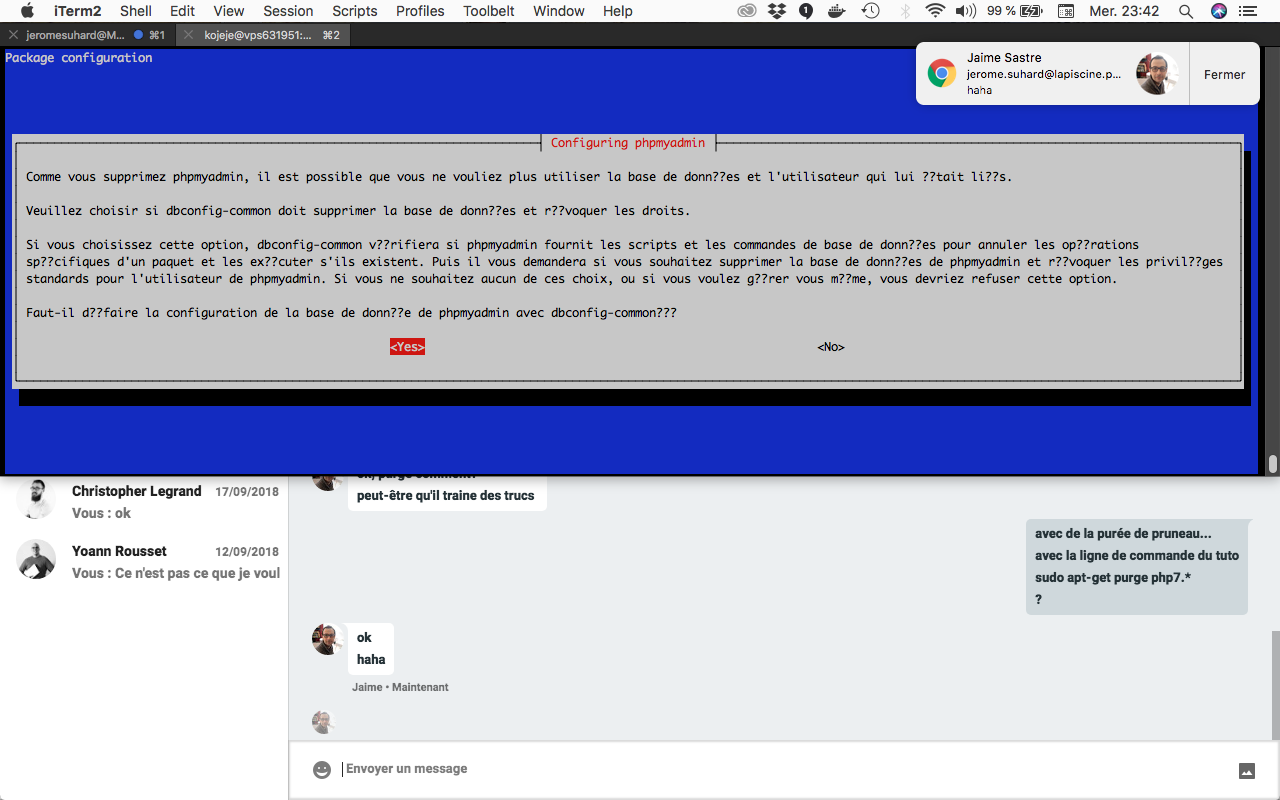 iTerm2 Shell Edit View Session Scripts Profiles Toolbelt Window Help 99 % Mer. 23:42
jeromesuhard@M... ⌘1 kojeje@vps631951:... ⌘2
Package configuration
Jaime Sastre
jerome.suhard@lapiscine.p...
haha
Fermer
Configuring phpmyadmin
Comme vous supprimez phpmyadmin, il est possible que vous ne vouliez plus utiliser la base de donn??es et l'utilisateur qui lui ??tait li??s.
Veuillez choisir si dbconfig-common doit supprimer la base de donn??es et r??voquer les droits.
Si vous choisissez cette option, dbconfig-common v??rifiera si phpmyadmin fournit les scripts et les commandes de base de donn??es pour annuler les op??rations
sp??cifiques d'un paquet et les ex??cuter s'ils existent. Puis il vous demandera si vous souhaitez supprimer la base de donn??es de phpmyadmin et r??voquer les privil??ges
standards pour l'utilisateur de phpmyadmin. Si vous ne souhaitez aucun de ces choix, ou si vous voulez g??rer vous m??me, vous devriez refuser cette option.
Faut-il d??faire la configuration de la base de donn??e de phpmyadmin avec dbconfig-common???
<Yes> <No>
Christopher Legrand 17/09/2018
Vous : ok
Yoann Rousset 12/09/2018
Vous : Ce n'est pas ce que je voul
peut-être qu'il traine des trucs
avec de la purée de pruneau...
avec la ligne de commande du tuto
sudo apt-get purge php7.*
?
ok
haha
Jaime • Maintenant
Envoyer un message